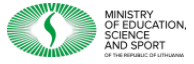 MINISTRY
OF EDUCATION,
SCIENCE
AND SPORT
OF THE REPUBLIC OF LITHUANIA